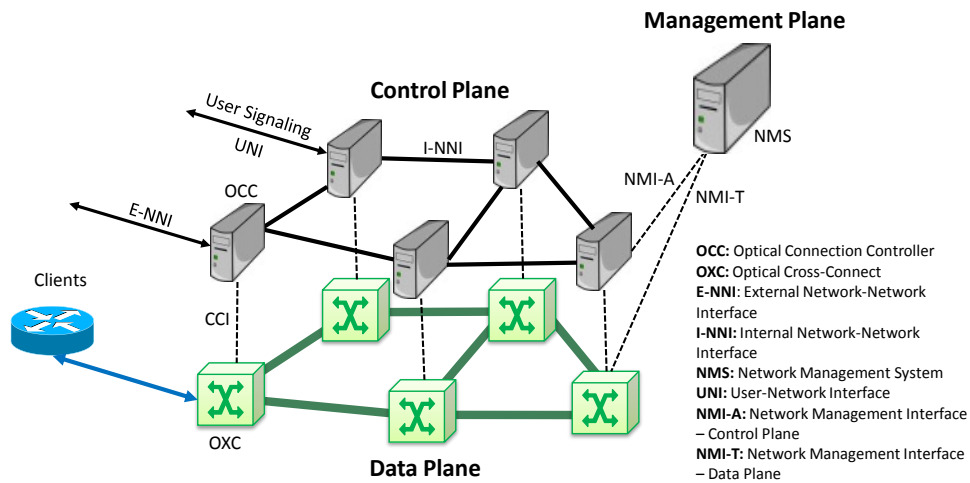 Management Plane
Control Plane
User Signaling
UNI
I-NNI
NMS
NMI-A
NMI-T
OCC
E-NNI
Clients
CCI
OXC
Data Plane
OCC: Optical Connection Controller
OXC: Optical Cross-Connect
E-NNI: External Network-Network
Interface
I-NNI: Internal Network-Network
Interface
NMS: Network Management System
UNI: User-Network Interface
NMI-A: Network Management Interface
– Control Plane
NMI-T: Network Management Interface
– Data Plane